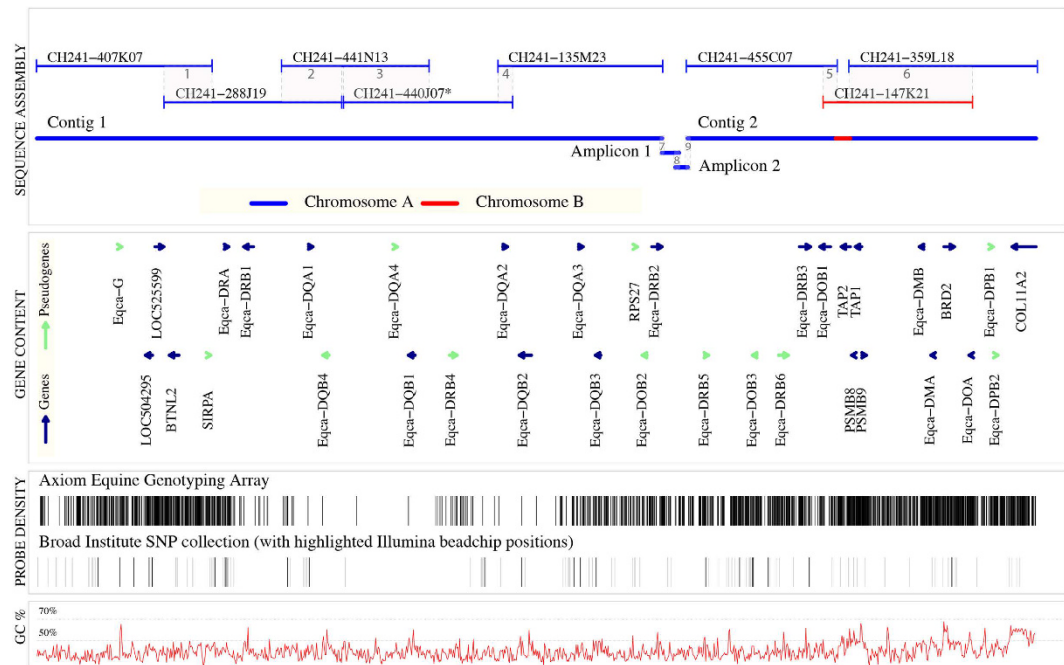 SEQUENCE ASSEMBLY
CH241−407K07
CH241−441N13
CH241−135M23
CH241−455C07
CH241−359L18
1
2
3
4
5
6
CH241−288J19
CH241−440J07*
CH241−147K21
Contig 1
Contig 2
7
8
9
Amplicon 1
Amplicon 2
Chromosome A
Chromosome B
GENE CONTENT
Genes
Pseudogenes
Eqca−G
LOC525599
Eqca−DRA
Eqca−DRB1
Eqca−DQA1
Eqca−DQA4
Eqca−DQA2
Eqca−DQA3
RPS27
Eqca−DRB2
Eqca−DRB3
Eqca−DOB1
TAP2
TAP1
Eqca−DMB
BRD2
Eqca−DPB1
COL11A2
LOC504295
BTNL2
SIRPA
Eqca−DQB4
Eqca−DQB1
Eqca−DRB4
Eqca−DQB2
Eqca−DQB3
Eqca−DOB2
Eqca−DRB5
Eqca−DOB3
Eqca−DRB6
PSMB8
PSMB9
Eqca−DMA
Eqca−DOA
Eqca−DPB2
PROBE DENSITY
Axiom Equine Genotyping Array
Broad Institute SNP collection (with highlighted Illumina beadchip positions)
GC %
70%
50%